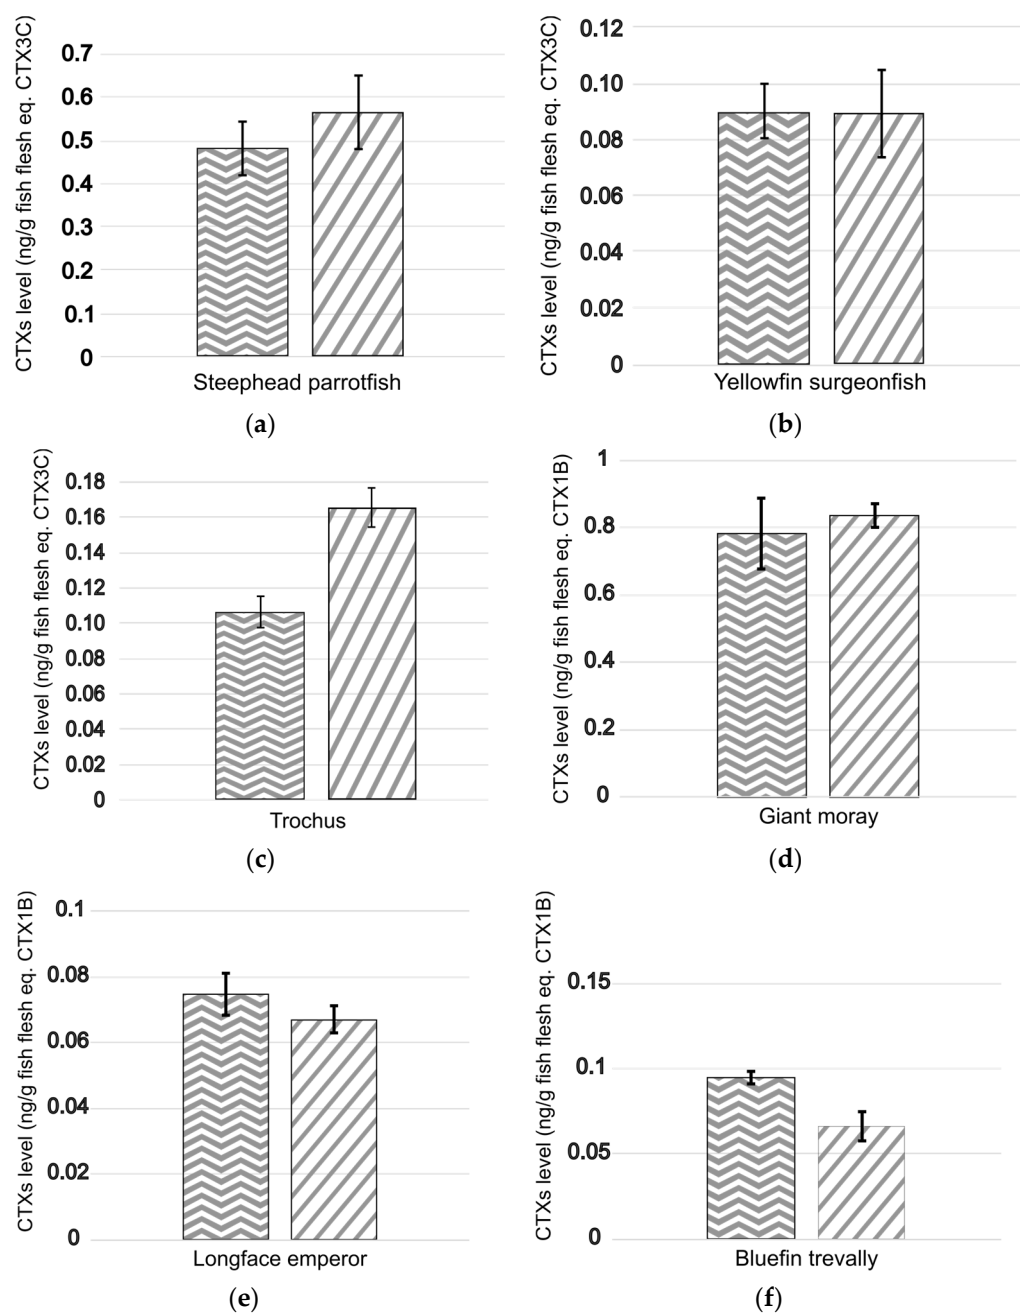 CTXs level (ng/g fish flesh eq. CTX3C)
0.7
0.6
0.5
0.4
0.3
0.2
0.1
0
Steephead parrotfish
(a)
CTXs level (ng/g fish flesh eq. CTX3C)
0.12
0.10
0.08
0.06
0.04
0.02
0
Yellowfin surgeonfish
(b)
CTXs level (ng/g fish flesh eq. CTX3C)
0.18
0.16
0.14
0.12
0.10
0.08
0.06
0.04
0.02
0
Trochus
(c)
CTXs level (ng/g fish flesh eq. CTX1B)
1
0.8
0.6
0.4
0.2
0
Giant moray
(d)
CTXs level (ng/g fish flesh eq. CTX1B)
0.1
0.08
0.06
0.04
0.02
0
Longface emperor
(e)
CTXs level (ng/g fish flesh eq. CTX1B)
0.15
0.1
0.05
0
Bluefin trevally
(f)